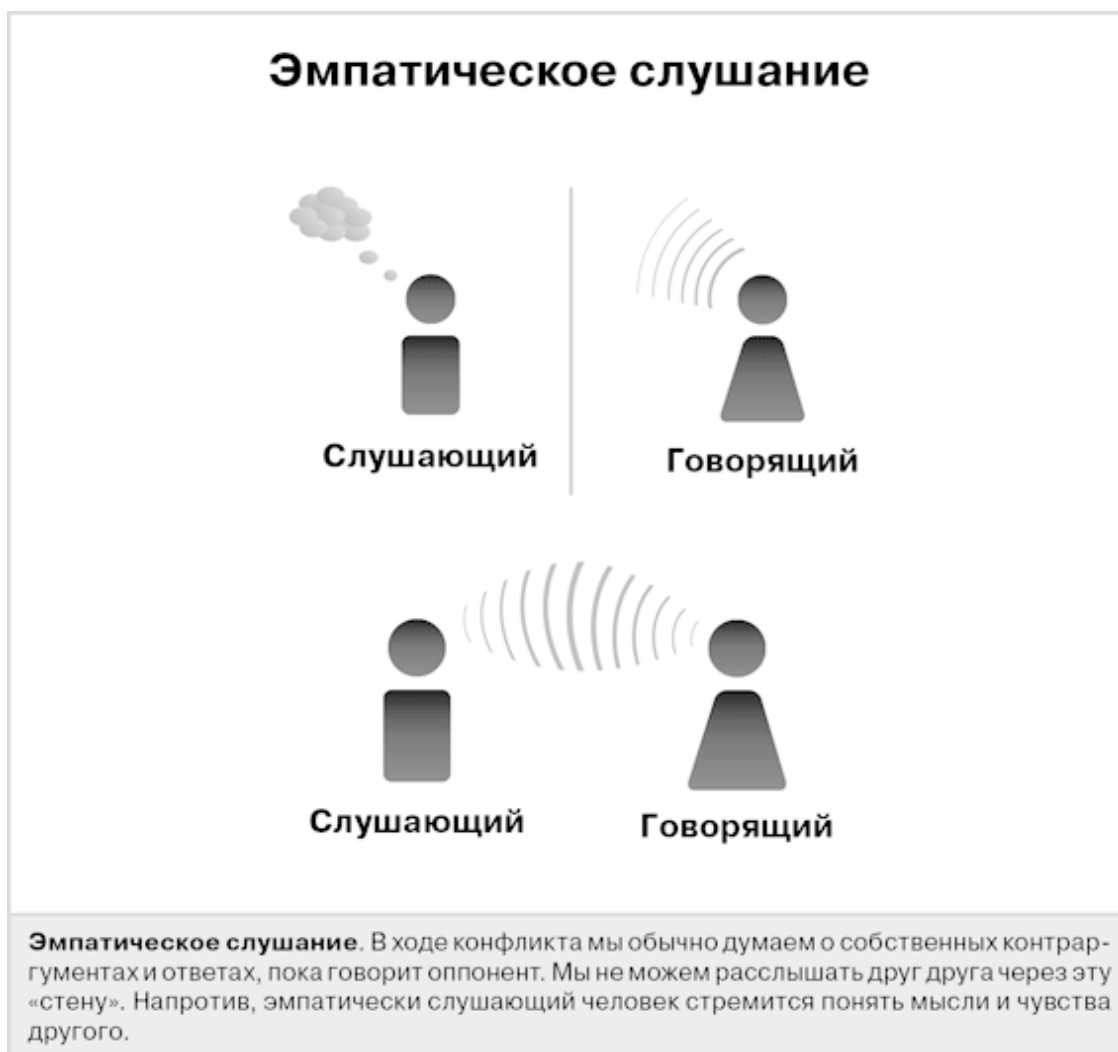 Эмпатическое слушание
Слушающий
Говорящий
Слушающий
Говорящий
Эмпатическое слушание. В ходе конфликта мы обычно думаем о собственных контрар-
гументах и ответах, пока говорит оппонент. Мы не можем расслышать друг друга через эту
«стену». Напротив, эмпатически слушающий человек стремится понять мысли и чувства
другого.